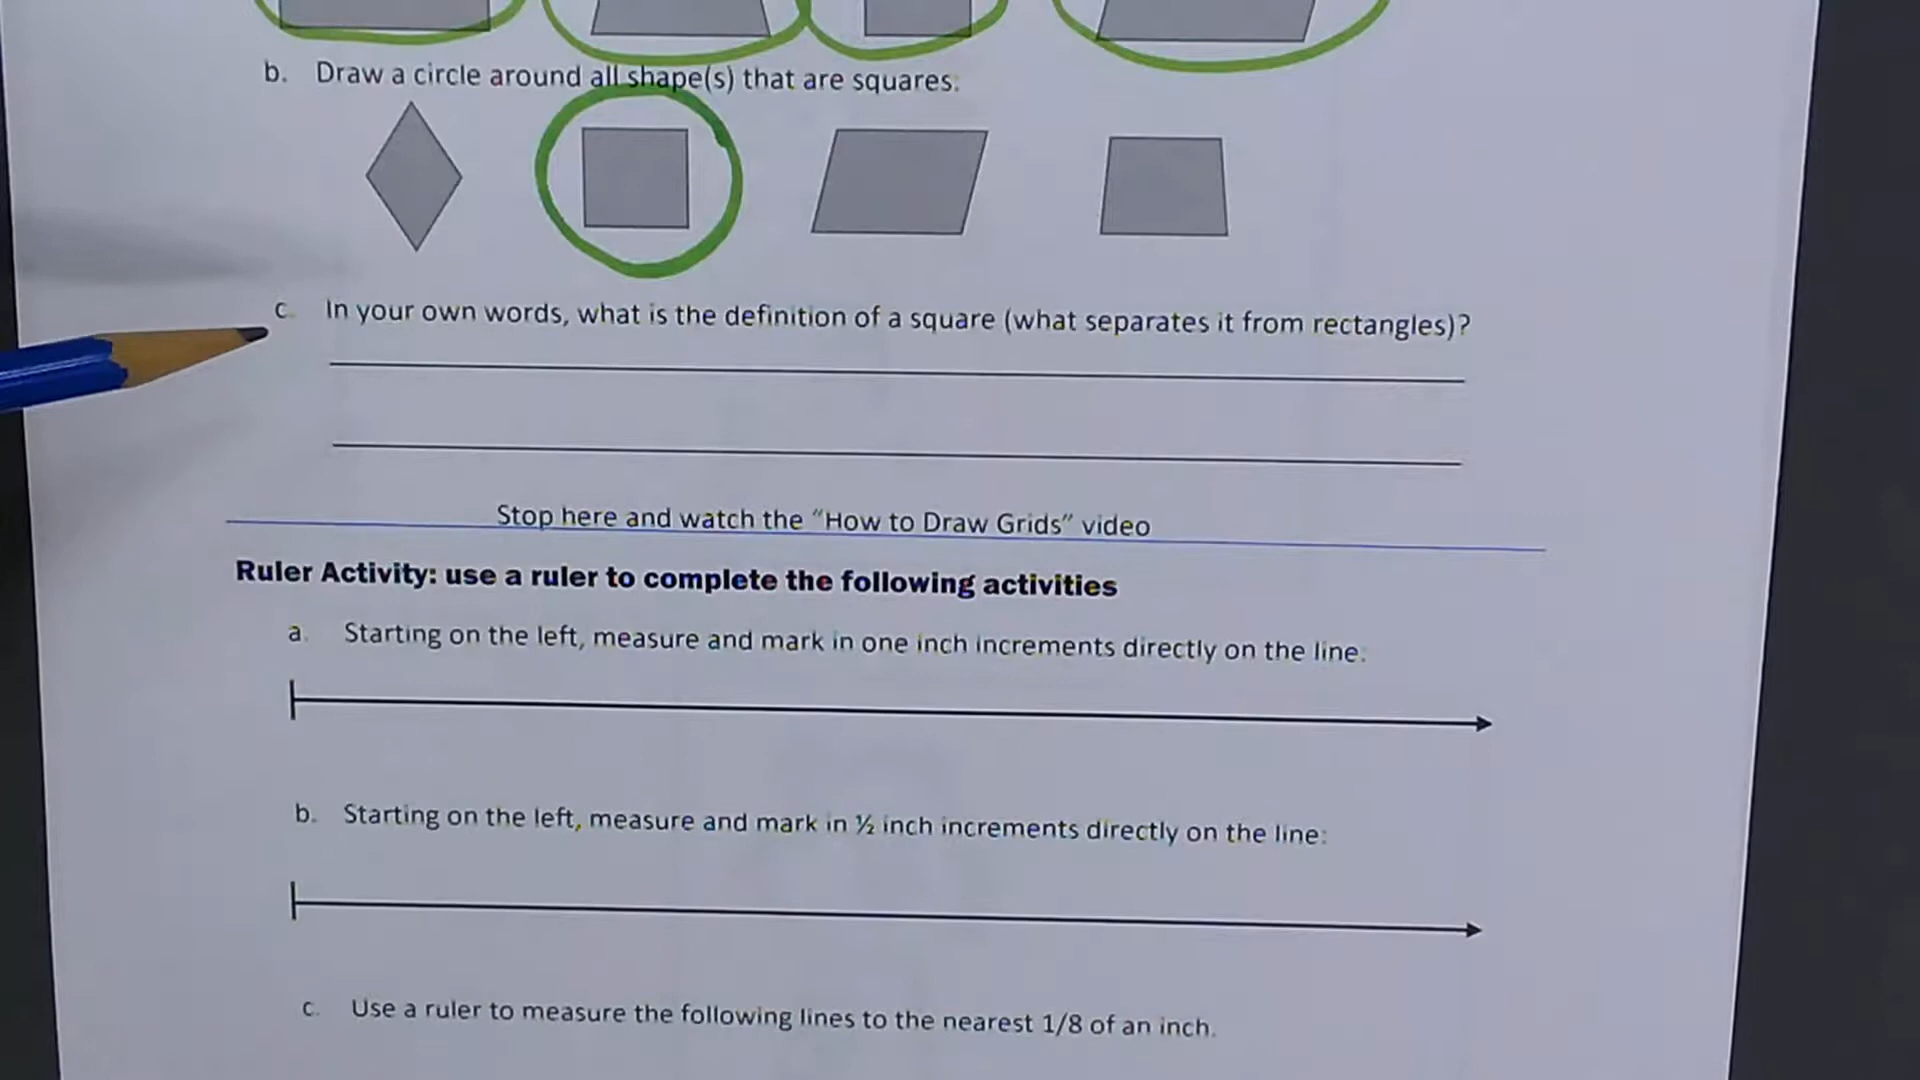 b. Draw a circle around all shape(s) that are squares:
c. In your own words, what is the definition of a square (what separates it from rectangles)?
Stop here and watch the “How to Draw Grids” video
Ruler Activity: use a ruler to complete the following activities
a. Starting on the left, measure and mark in one inch increments directly on the line:
b. Starting on the left, measure and mark in ½ inch increments directly on the line:
c. Use a ruler to measure the following lines to the nearest 1/8 of an inch.